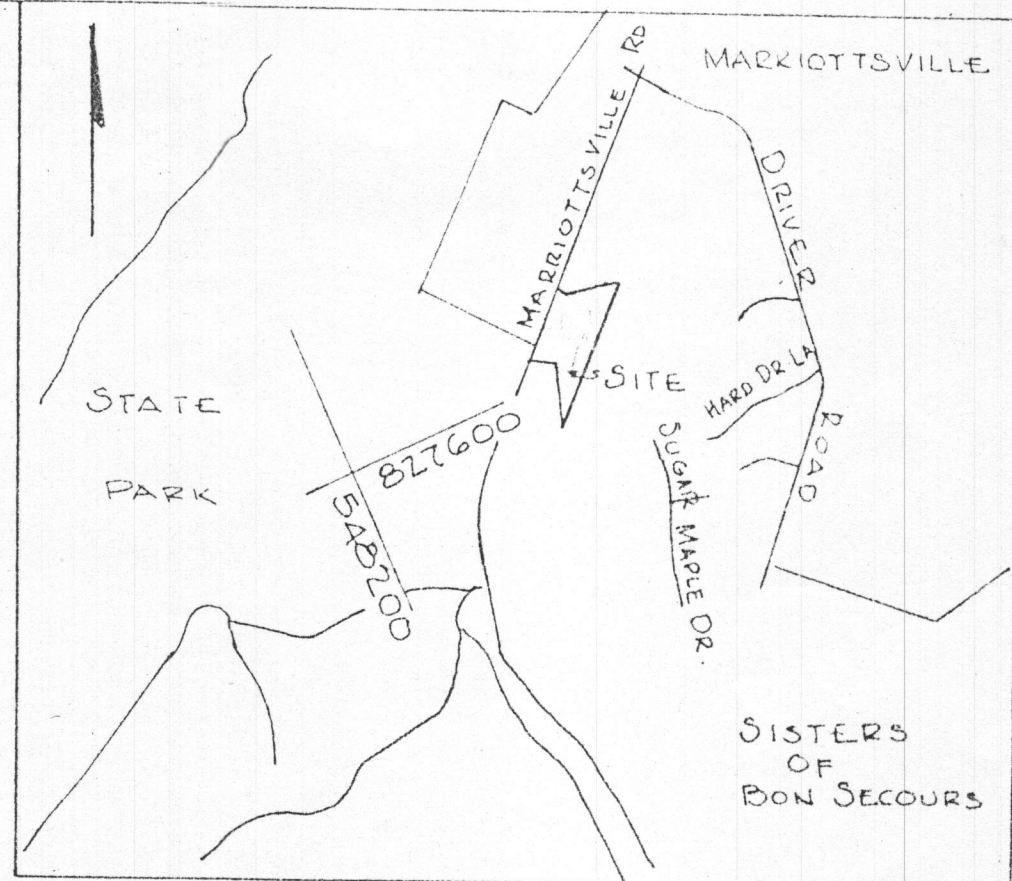 MARRIOTTSVILLE RD
MARRIOTTSVILLE
DRIVER
ROAD
HARD DR LA
SITE
STATE
PARK
827600
548200
SUGAR MAPLE DR.
SISTERS
OF
BON SECOURS